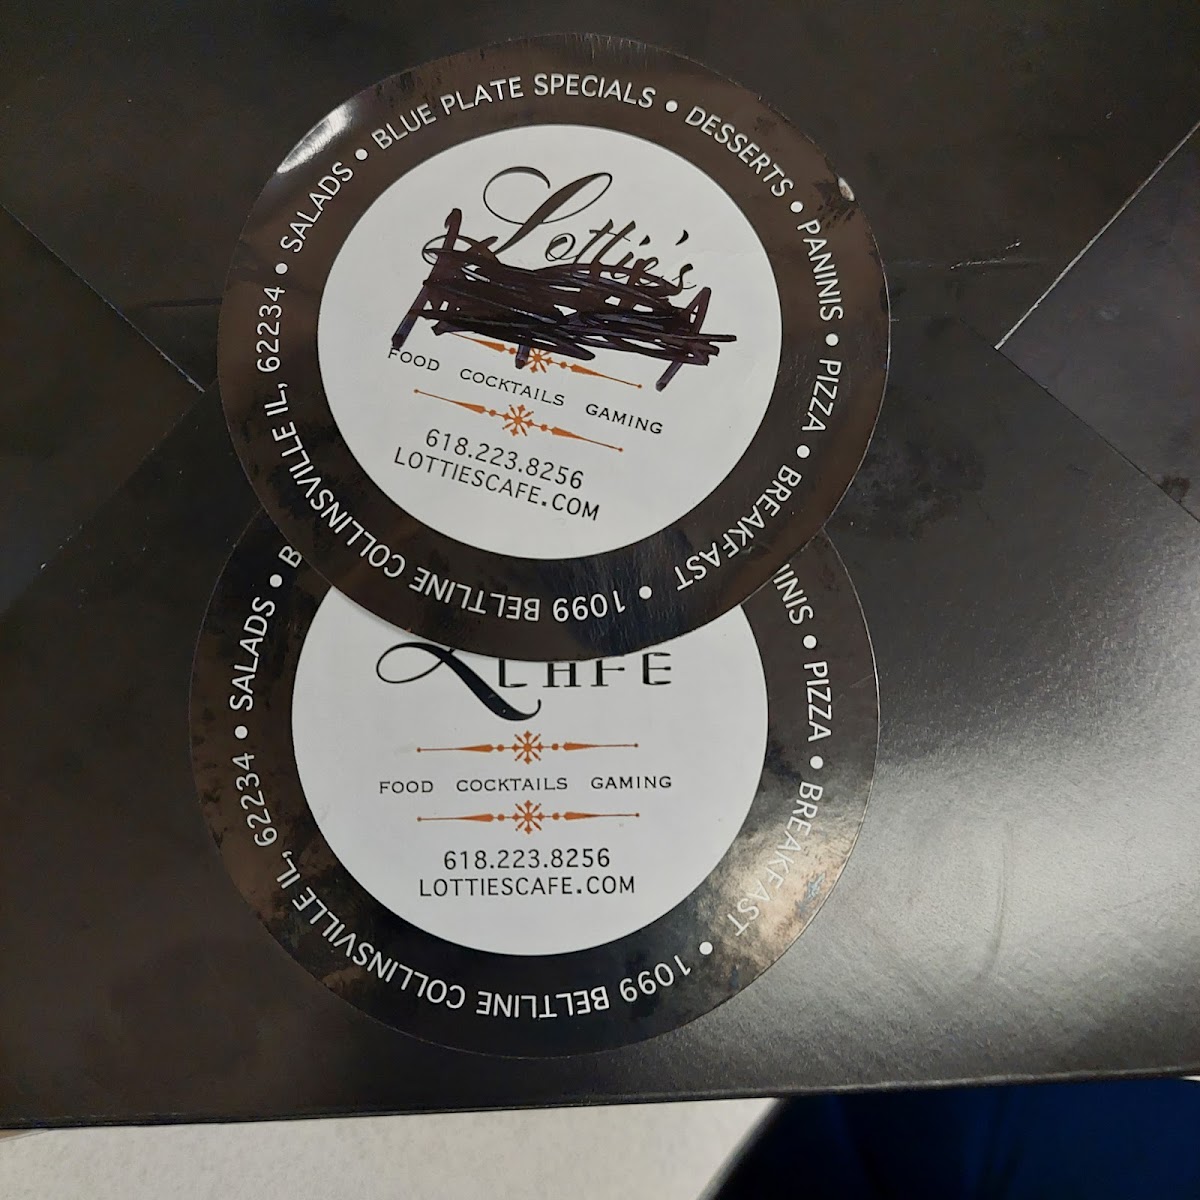 SALADS • BLUE PLATE SPECIALS • DESSERTS • PANINIS • PIZZA • BREAKFAST • 1099 BELTLINE COLLINSVILLE IL, 62234 •
Lottie's
FOOD COCKTAILS GAMING
618.223.8256
LOTTIESCAFE.COM
SALADS • B
INIS • PIZZA • BREAKFAST • 1099 BELTLINE COLLINSVILLE IL, 62234 •
CAFE
FOOD COCKTAILS GAMING
618.223.8256
LOTTIESCAFE.COM